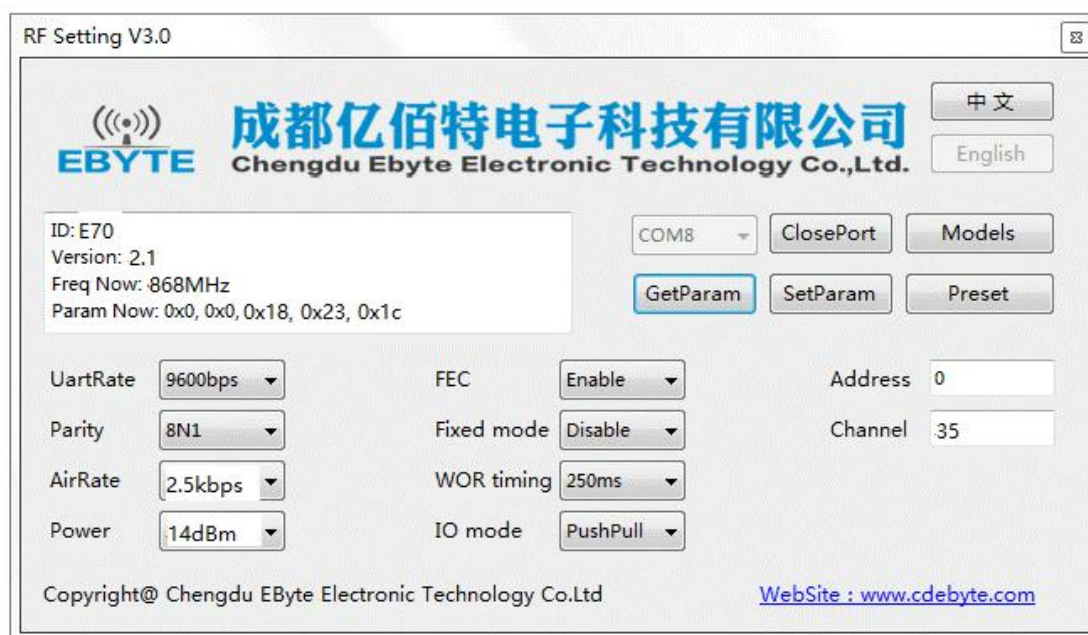 RF Setting V3.0
EBYTE
成都亿佰特电子科技有限公司
Chengdu Ebyte Electronic Technology Co.,Ltd.
中文
English
ID: E70
Version: 2.1
Freq Now: 868MHz
Param Now: 0x0, 0x0, 0x18, 0x23, 0x1c
COM8 ClosePort Models
GetParam SetParam Preset
UartRate 9600bps FEC Enable Address 0
Parity 8N1 Fixed mode Disable Channel 35
AirRate 2.5kbps WOR timing 250ms
Power 14dBm IO mode PushPull
Copyright@ Chengdu EByte Electronic Technology Co.Ltd WebSite : www.cdebyte.com